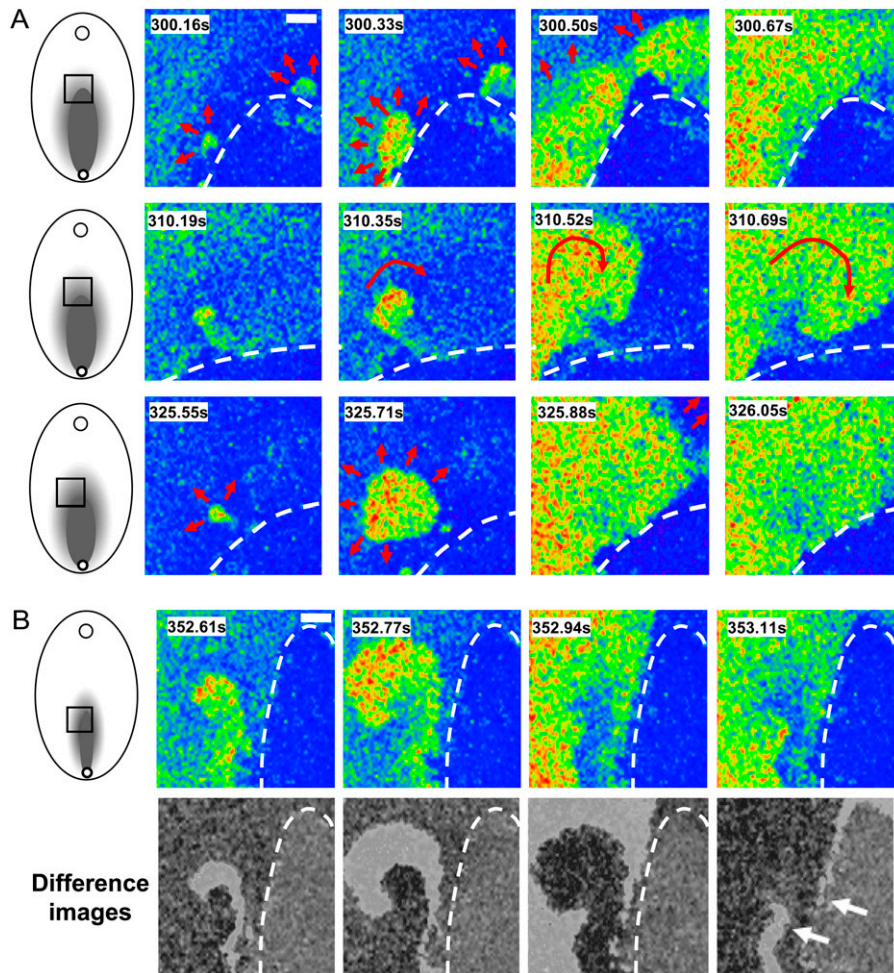 A
300.16s
300.33s
300.50s
300.67s
310.19s
310.35s
310.52s
310.69s
325.55s
325.71s
325.88s
326.05s
B
352.61s
352.77s
352.94s
353.11s
Difference
images